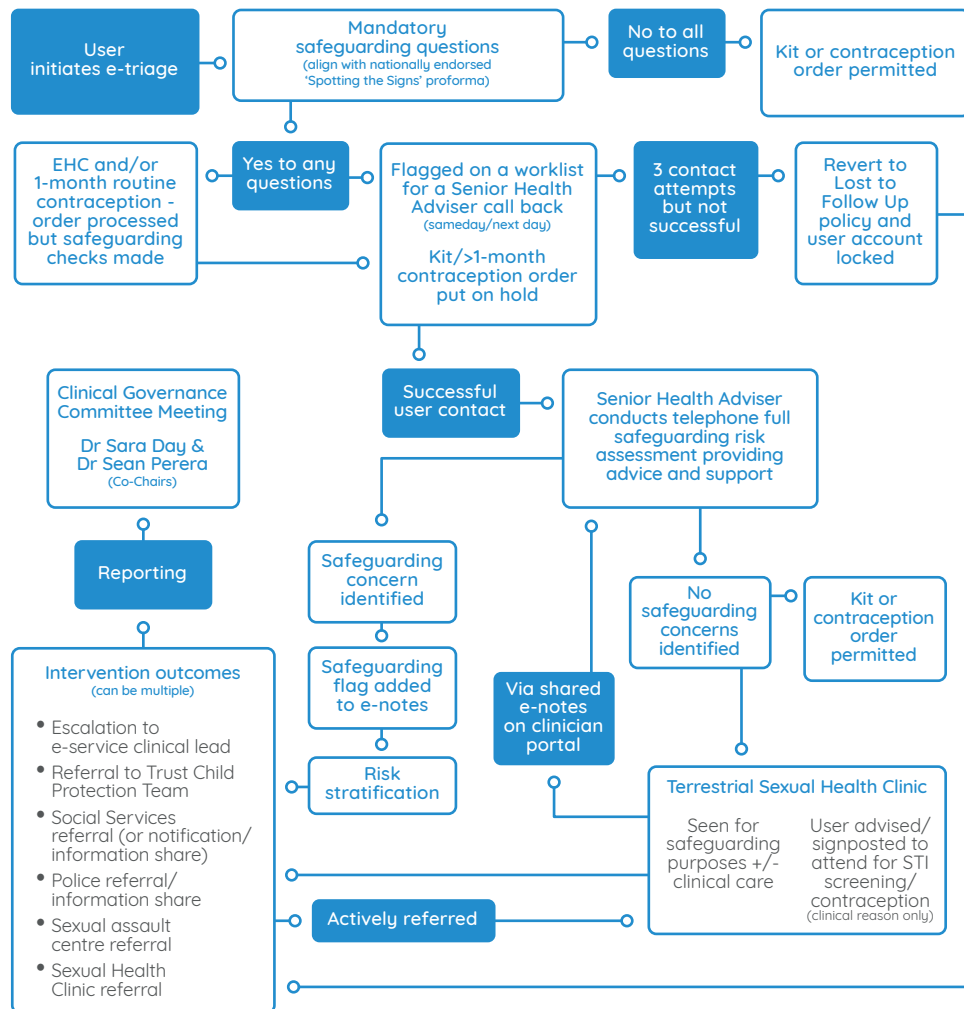 User
initiates e-triage
Mandatory
safeguarding questions
(align with nationally endorsed
‘Spotting the Signs’ proforma)
No to all
questions
Kit or contraception
order permitted
EHC and/or
1-month routine
contraception -
order processed
but safeguarding
checks made
Yes to any
questions
Flagged on a worklist
for a Senior Health
Adviser call back
(sameday/next day)
Kit/>1-month
contraception order
put on hold
3 contact
attempts
but not
successful
Revert to
Lost to
Follow Up
policy and
user account
locked
Clinical Governance
Committee Meeting
Dr Sara Day &
Dr Sean Perera
(Co-Chairs)
Successful
user contact
Senior Health Adviser
conducts telephone full
safeguarding risk
assessment providing
advice and support
Reporting
Safeguarding
concern
identified
No
safeguarding
concerns
identified
Kit or
contraception
order
permitted
Intervention outcomes
(can be multiple)
• Escalation to
e-service clinical lead
• Referral to Trust Child
Protection Team
• Social Services
referral (or notification/
information share)
• Police referral/
information share
• Sexual assault
centre referral
• Sexual Health
Clinic referral
Safeguarding
flag added
to e-notes
Via shared
e-notes
on clinician
portal
Risk
stratification
Terrestrial Sexual Health Clinic
Seen for
safeguarding
purposes +/-
clinical care
User advised/
signposted to
attend for STI
screening/
contraception
(clinical reason only)
Actively referred